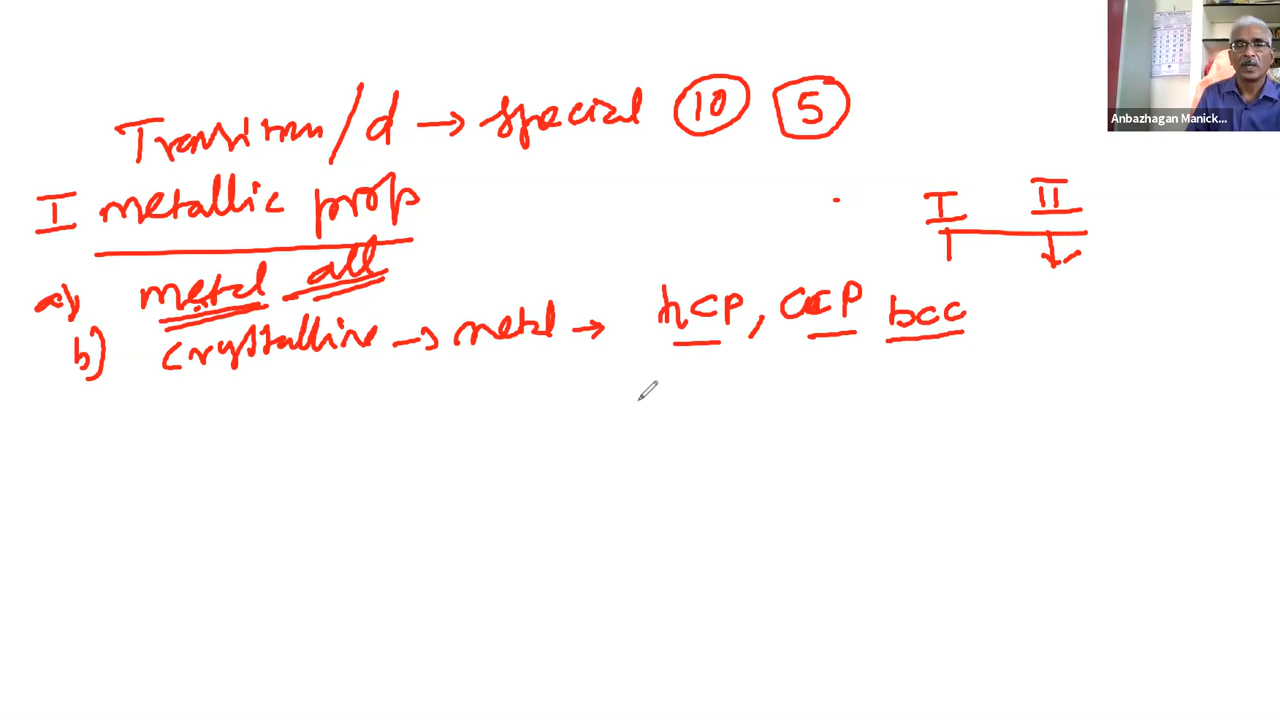 Anbazhagan Manick...
Transition/d → special 10 5
I metallic prop
I II
a) metal all
b) crystalline → metal → hcp, ccp bcc